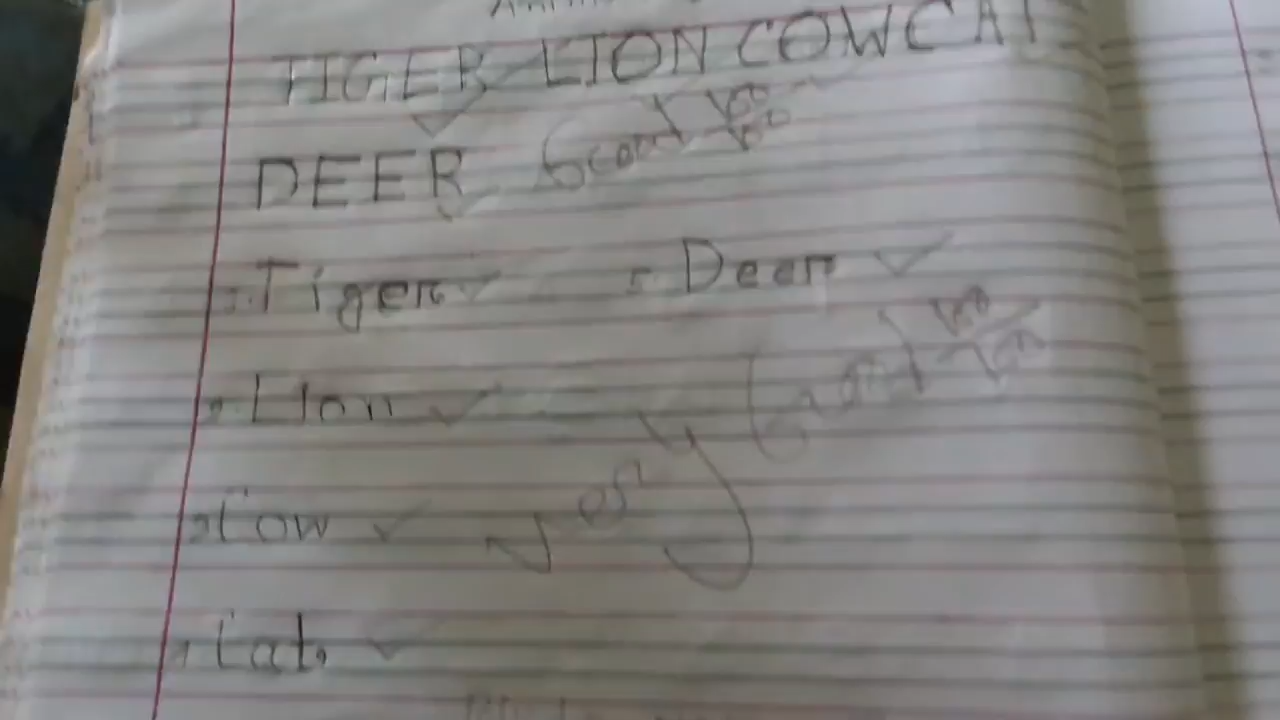 TIGER LION COW CAT
DEER Good
Tiger Deer
Lion
Cow Very Good
Cat